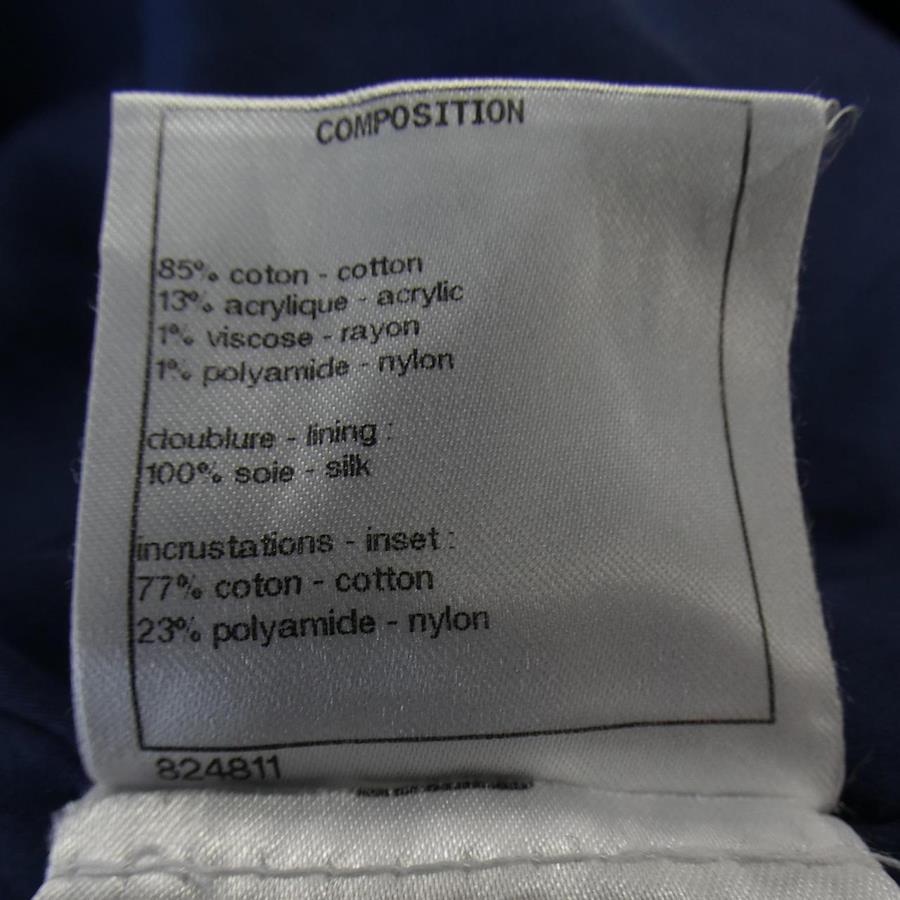 COMPOSITION
85% coton - cotton
13% acrylique - acrylic
1% viscose - rayon
1% polyamide - nylon
doublure - lining :
100% soie - silk
incrustations - inset :
77% coton - cotton
23% polyamide - nylon
824811